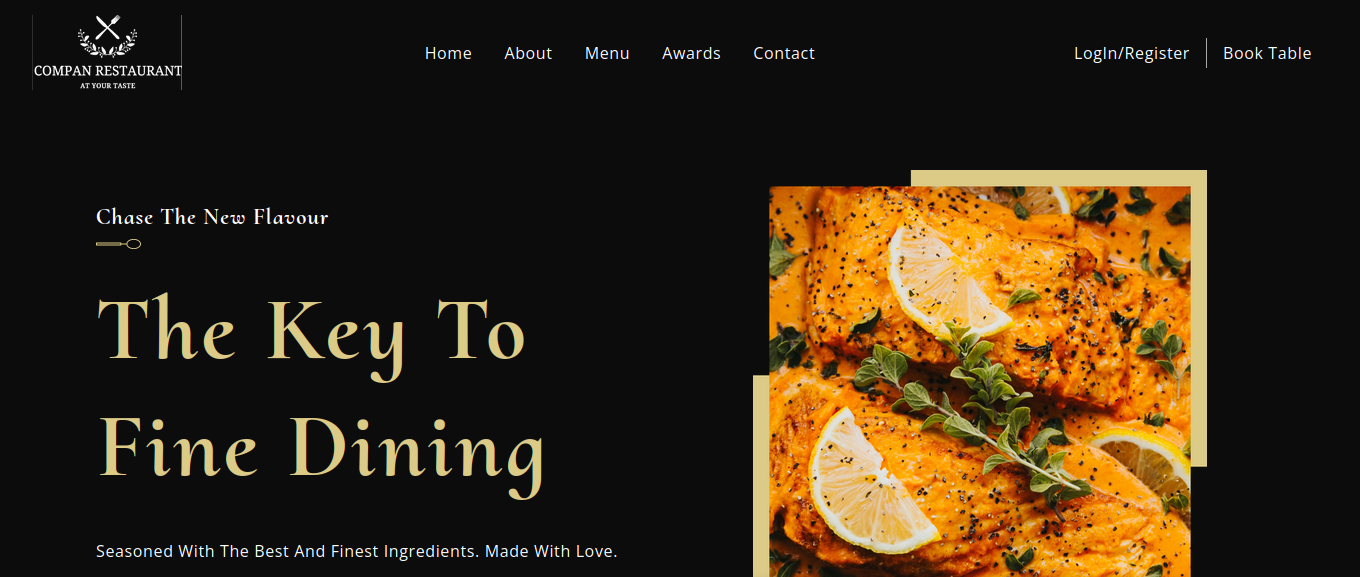 COMPAN RESTAURANT
AT YOUR TASTE
Home About Menu Awards Contact
LogIn/Register Book Table
Chase The New Flavour
The Key To
Fine Dining
Seasoned With The Best And Finest Ingredients. Made With Love.